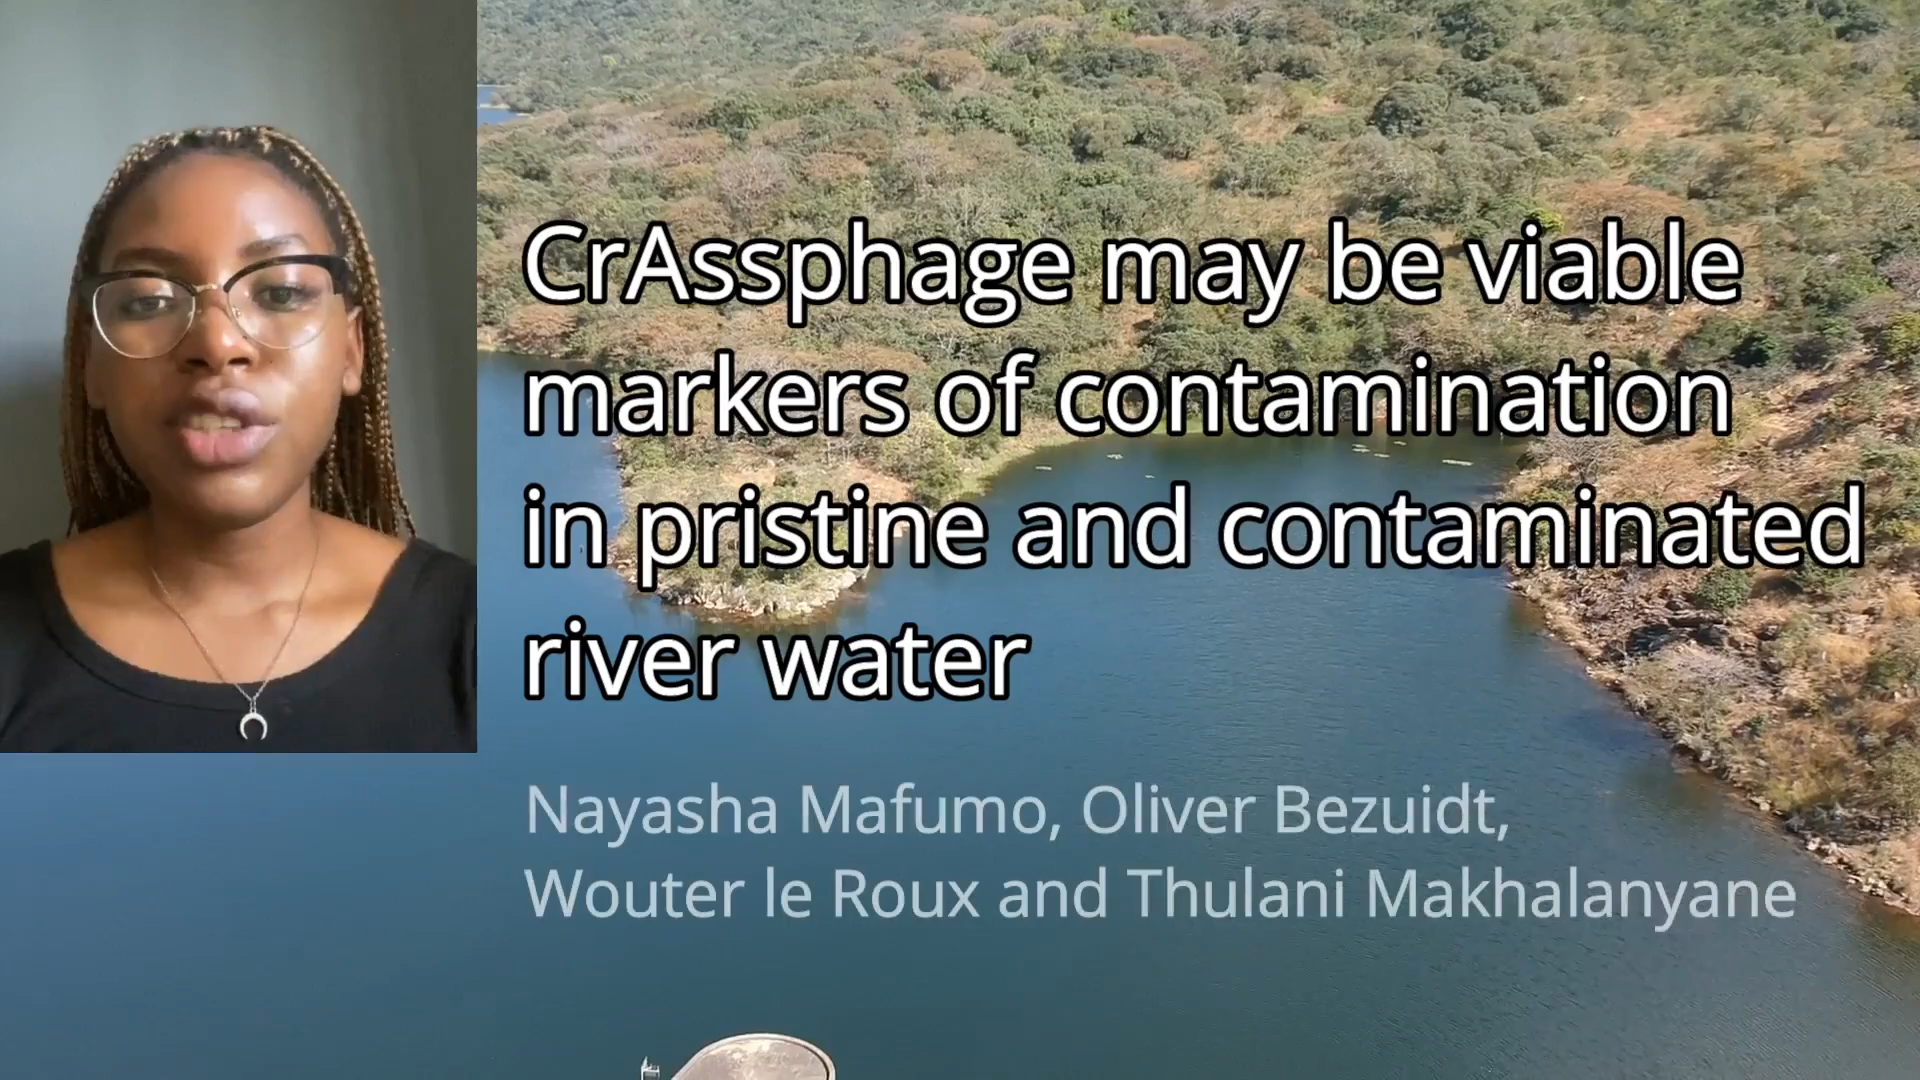 CrAssphage may be viable
markers of contamination
in pristine and contaminated
river water
Nayasha Mafumo, Oliver Bezuidt,
Wouter le Roux and Thulani Makhalanyane